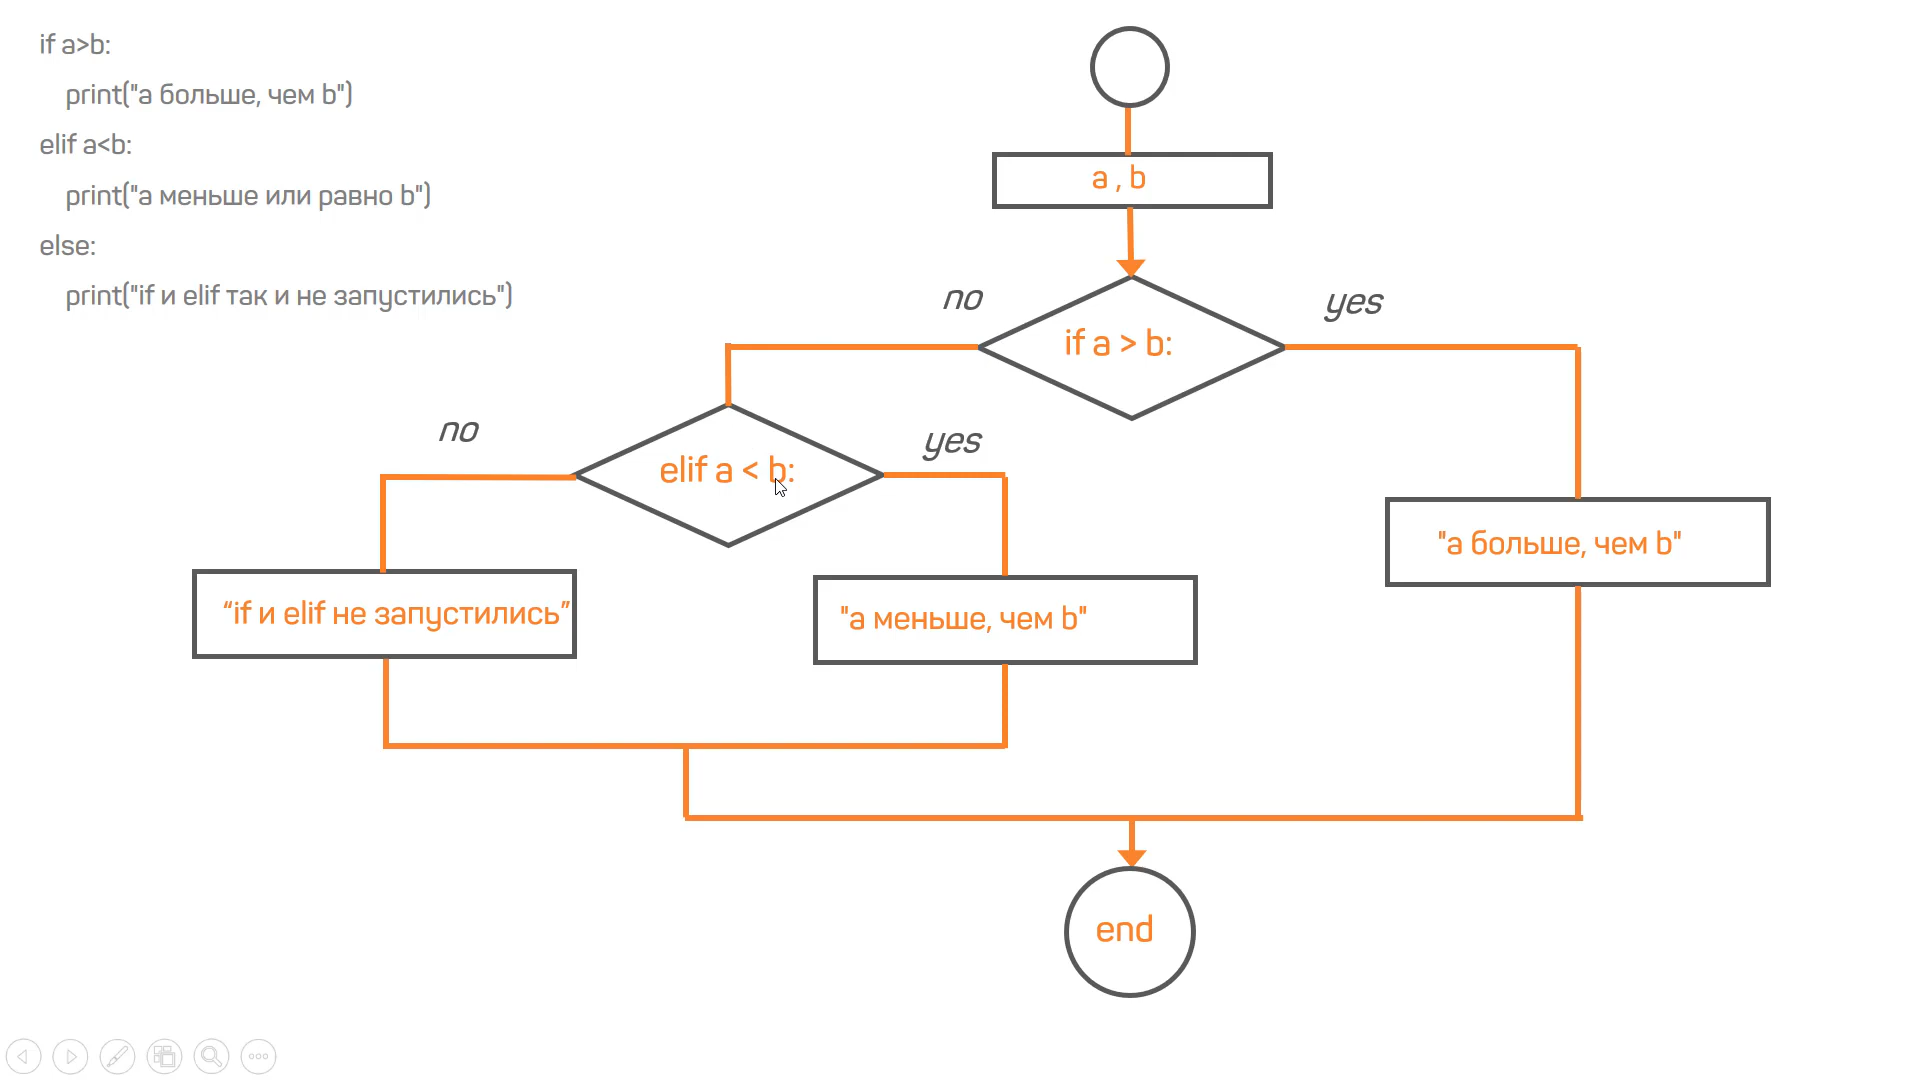 if a>b:
print("а больше, чем b")
elif a<b:
print("а меньше или равно b")
else:
print("if и elif так и не запустились")
a , b
no
yes
if a > b:
no
yes
elif a < b:
"а больше, чем b"
“if и elif не запустились”
"а меньше, чем b"
end